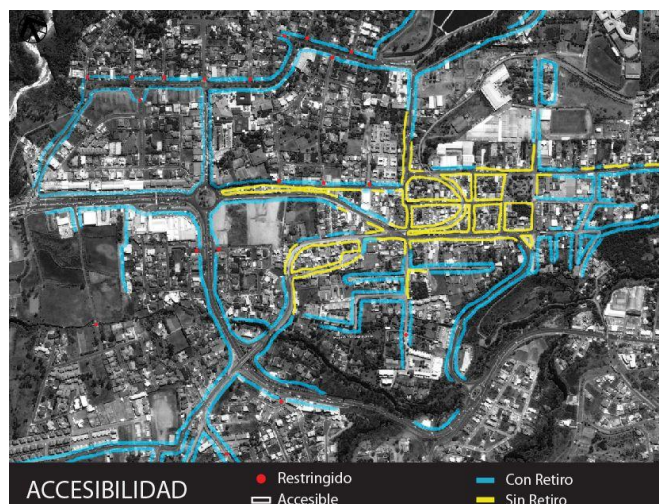 ACCESIBILIDAD
Restringido
Accesible
Con Retiro
Sin Retiro